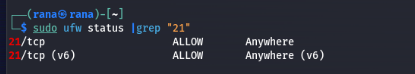 ┌──(rana㉿rana)-[~]
└─$ sudo ufw status |grep "21"
21/tcp                     ALLOW       Anywhere
21/tcp (v6)                ALLOW       Anywhere (v6)